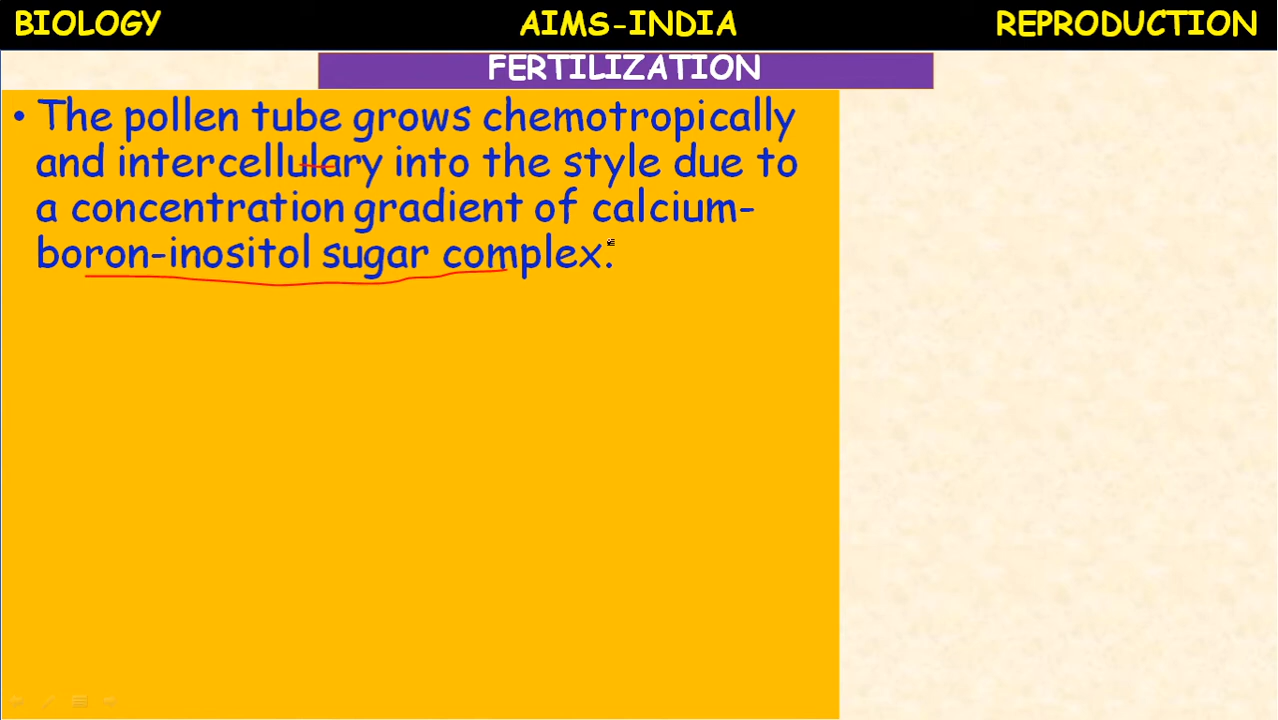 BIOLOGY AIMS-INDIA REPRODUCTION
FERTILIZATION
• The pollen tube grows chemotropically
and intercellulary into the style due to
a concentration gradient of calcium-
boron-inositol sugar complex.